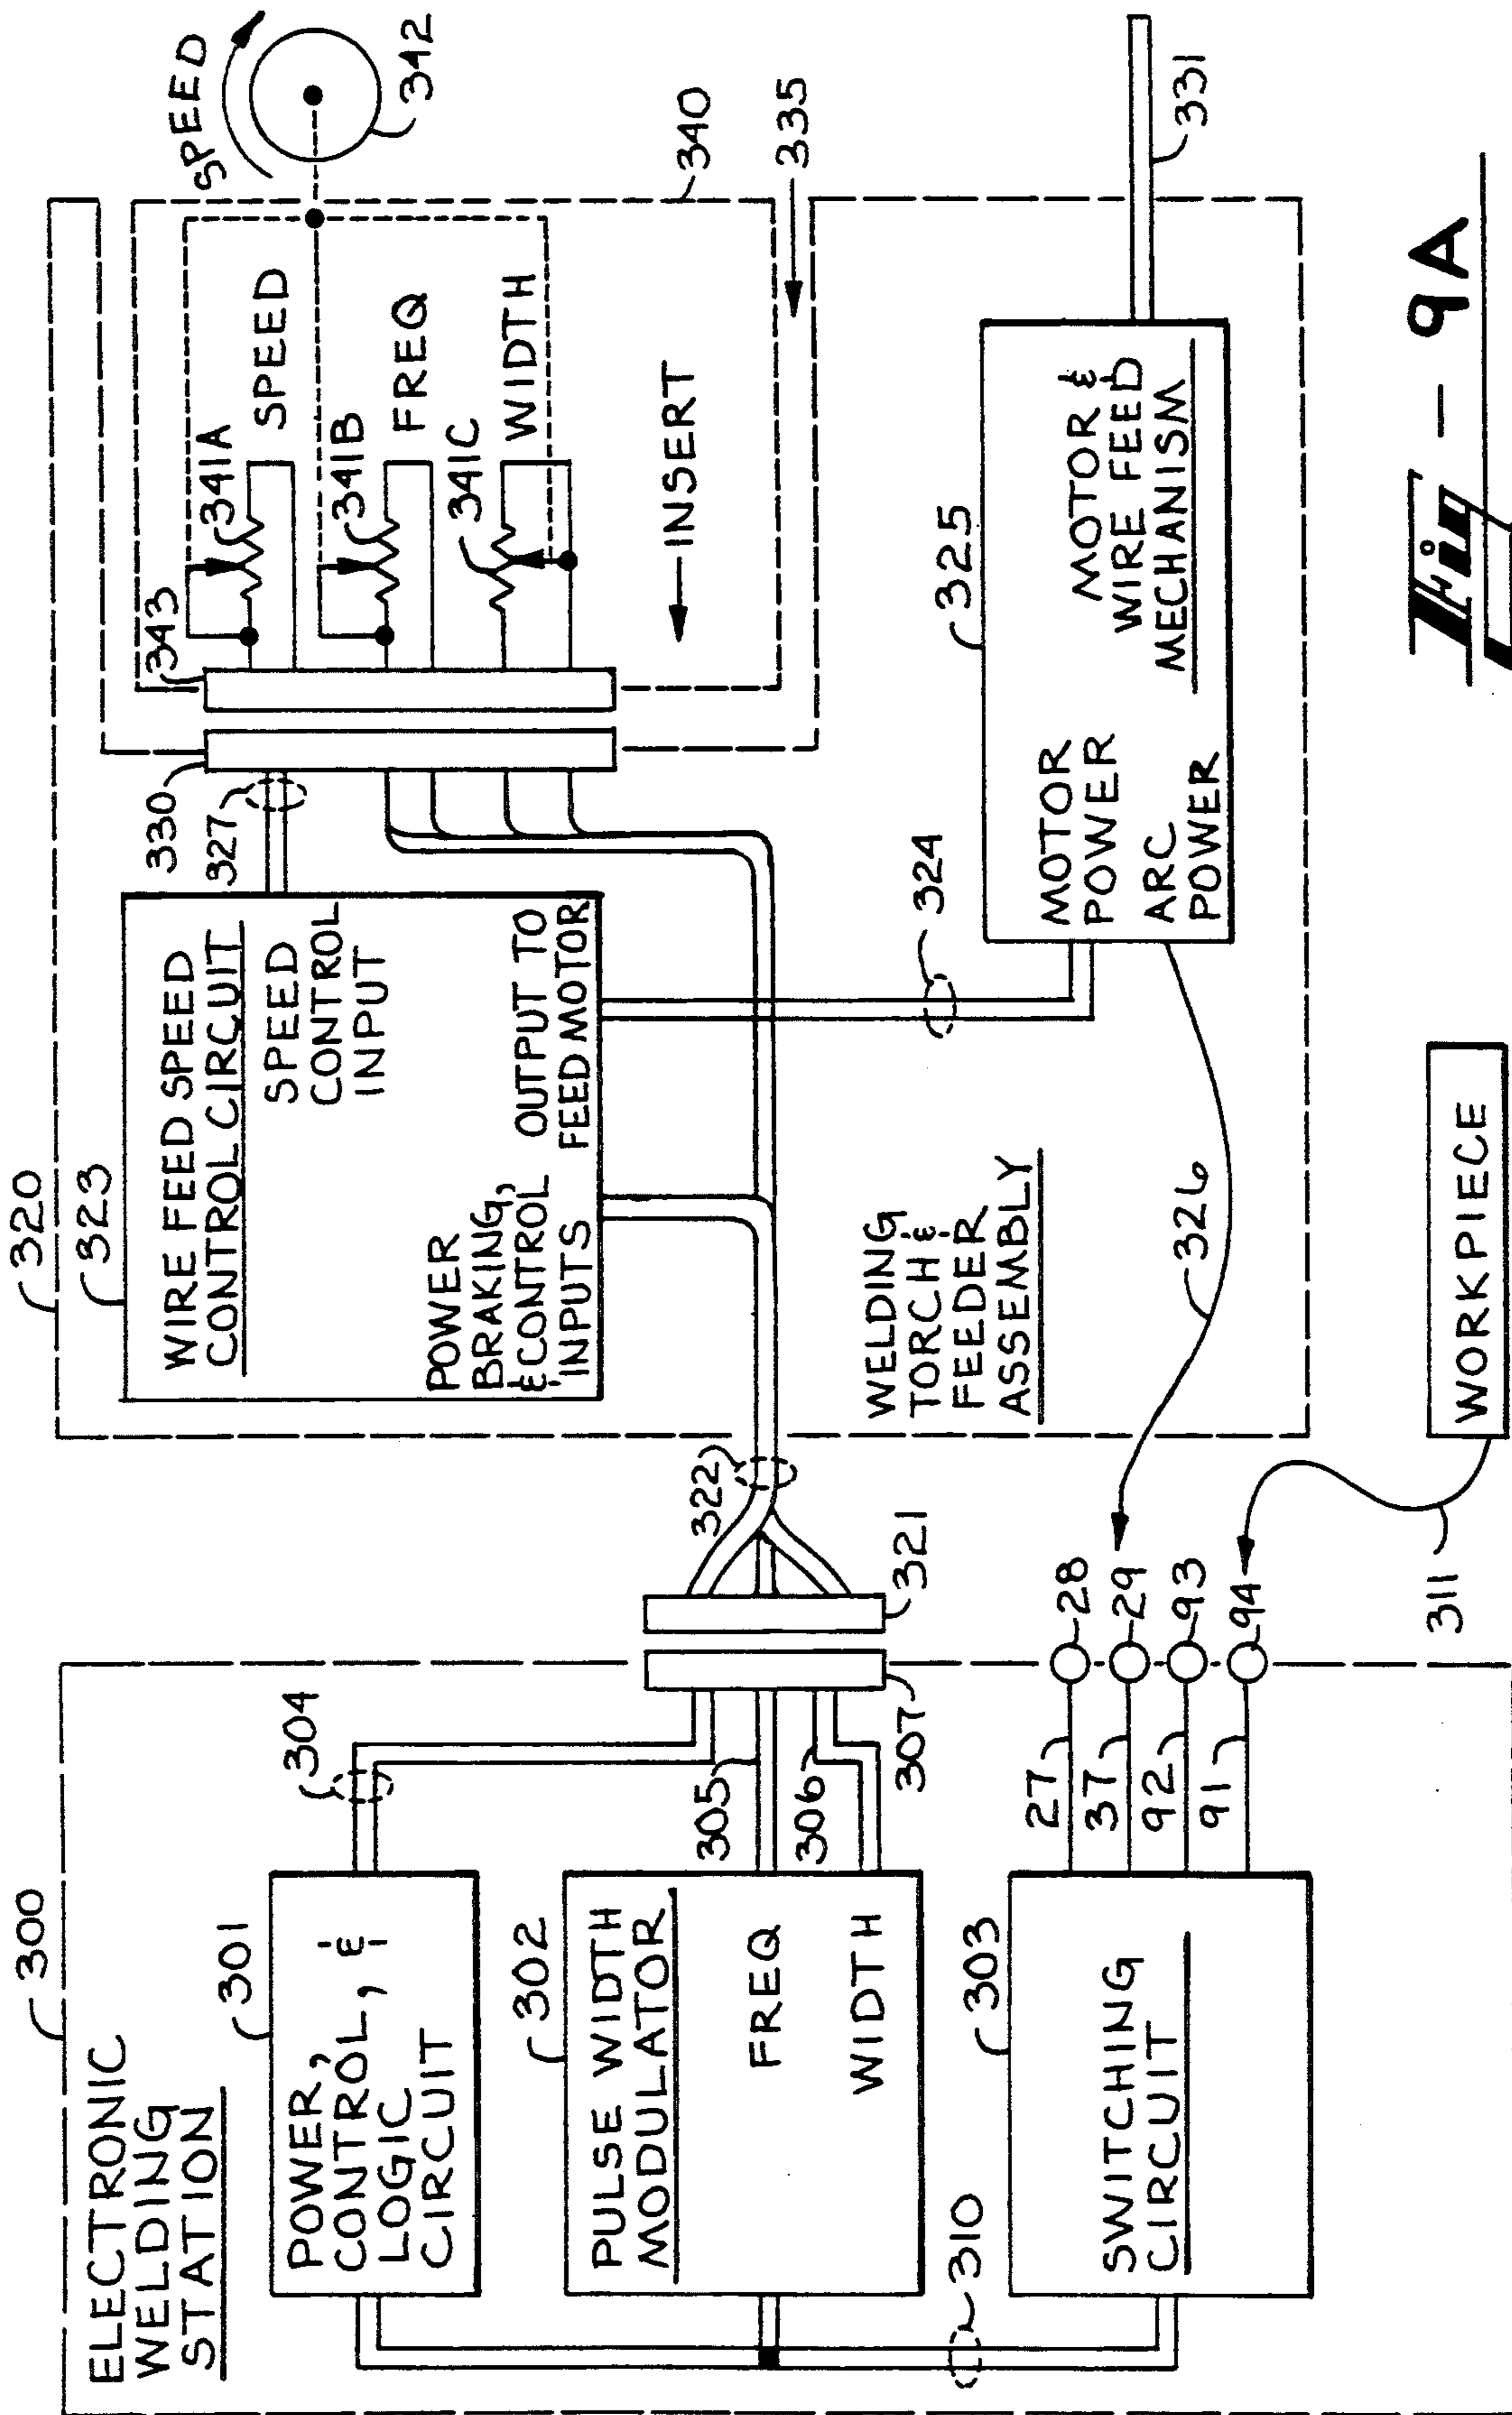 300
ELECTRONIC
WELDING
STATION
301
POWER,
CONTROL, &
LOGIC
CIRCUIT
304
302
PULSE WIDTH
MODULATOR
FREQ
WIDTH
305
306
307
310
303
SWITCHING
CIRCUIT
27
37
92
91
28
29
93
94
311
WORKPIECE
321
322
320
323
WIRE FEED SPEED
CONTROL CIRCUIT
SPEED
CONTROL
INPUT
POWER
BRAKING,
& CONTROL
INPUTS
OUTPUT TO
FEED MOTOR
327
330
343
341A
SPEED
341B
FREQ
341C
WIDTH
INSERT
SPEED
342
340
335
WELDING
TORCH &
FEEDER
ASSEMBLY
324
325
MOTOR
POWER
ARC
POWER
MOTOR &
WIRE FEED
MECHANISM
326
331
Fig - 9A